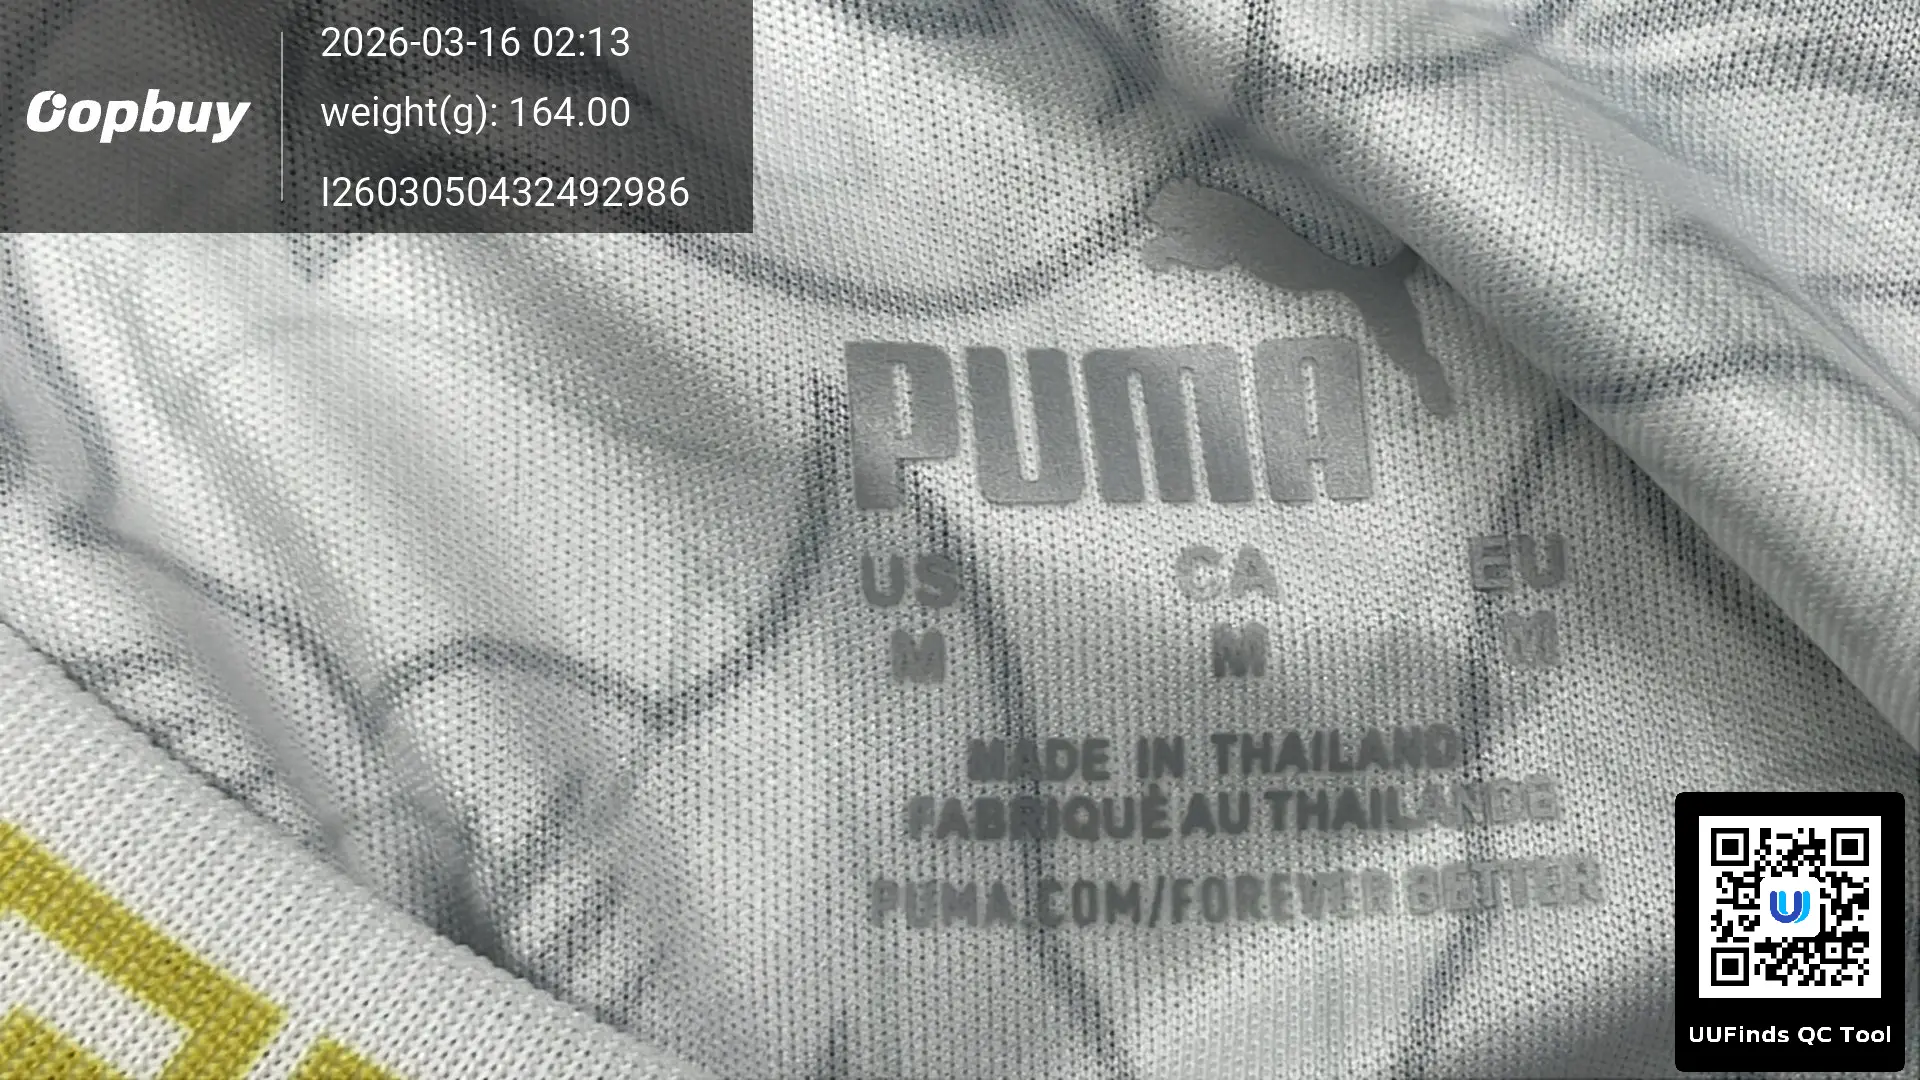 2026-03-16 02:13
oopbuy
weight(g): 164.00
I2603050432492986
PUMA
US CA EU
M M M
MADE IN THAILAND
FABRIQUÉ AU THAILANDE
PUMA.COM/FOREVER BETTER
UUFinds QC Tool